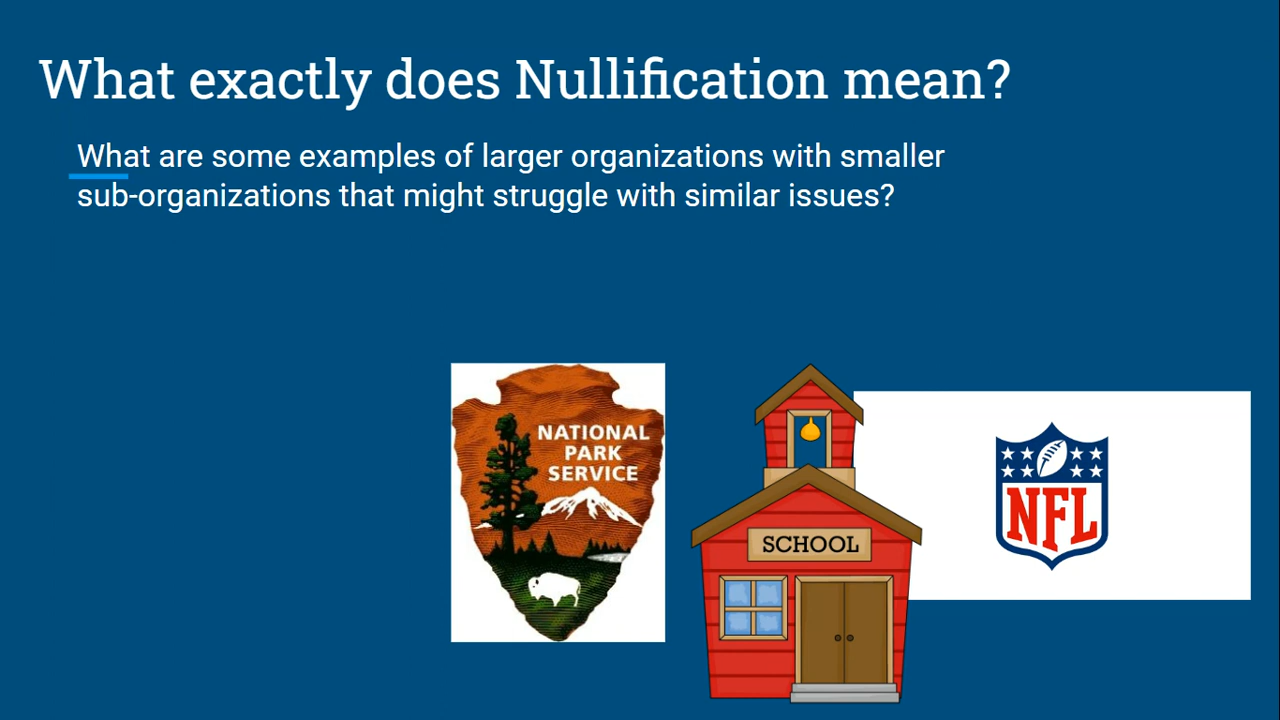 What exactly does Nullification mean?
What are some examples of larger organizations with smaller
sub-organizations that might struggle with similar issues?
NATIONAL
PARK
SERVICE
SCHOOL
NFL